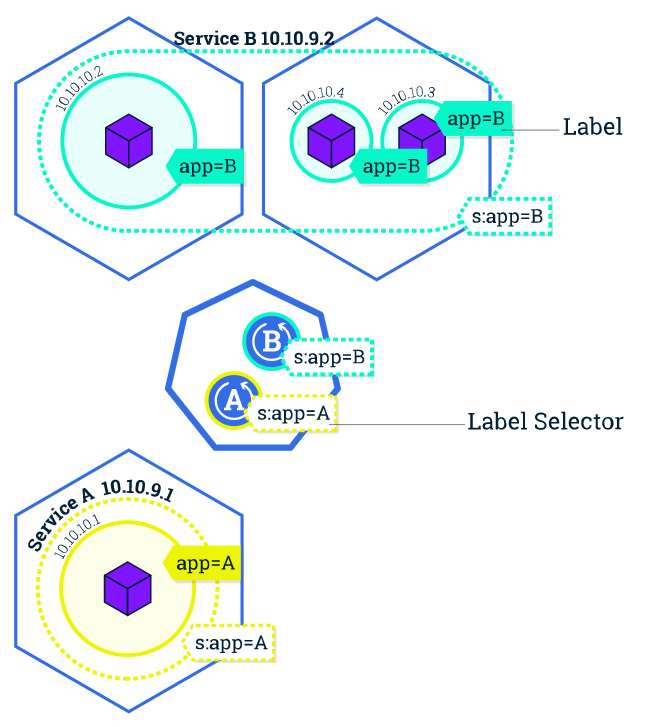 Service B 10.10.9.2
10.10.10.2
10.10.10.4
10.10.10.3
app=B
Label
app=B
app=B
s:app=B
B
s:app=B
A
s:app=A
Label Selector
Service A 10.10.9.1
10.10.10.1
app=A
s:app=A